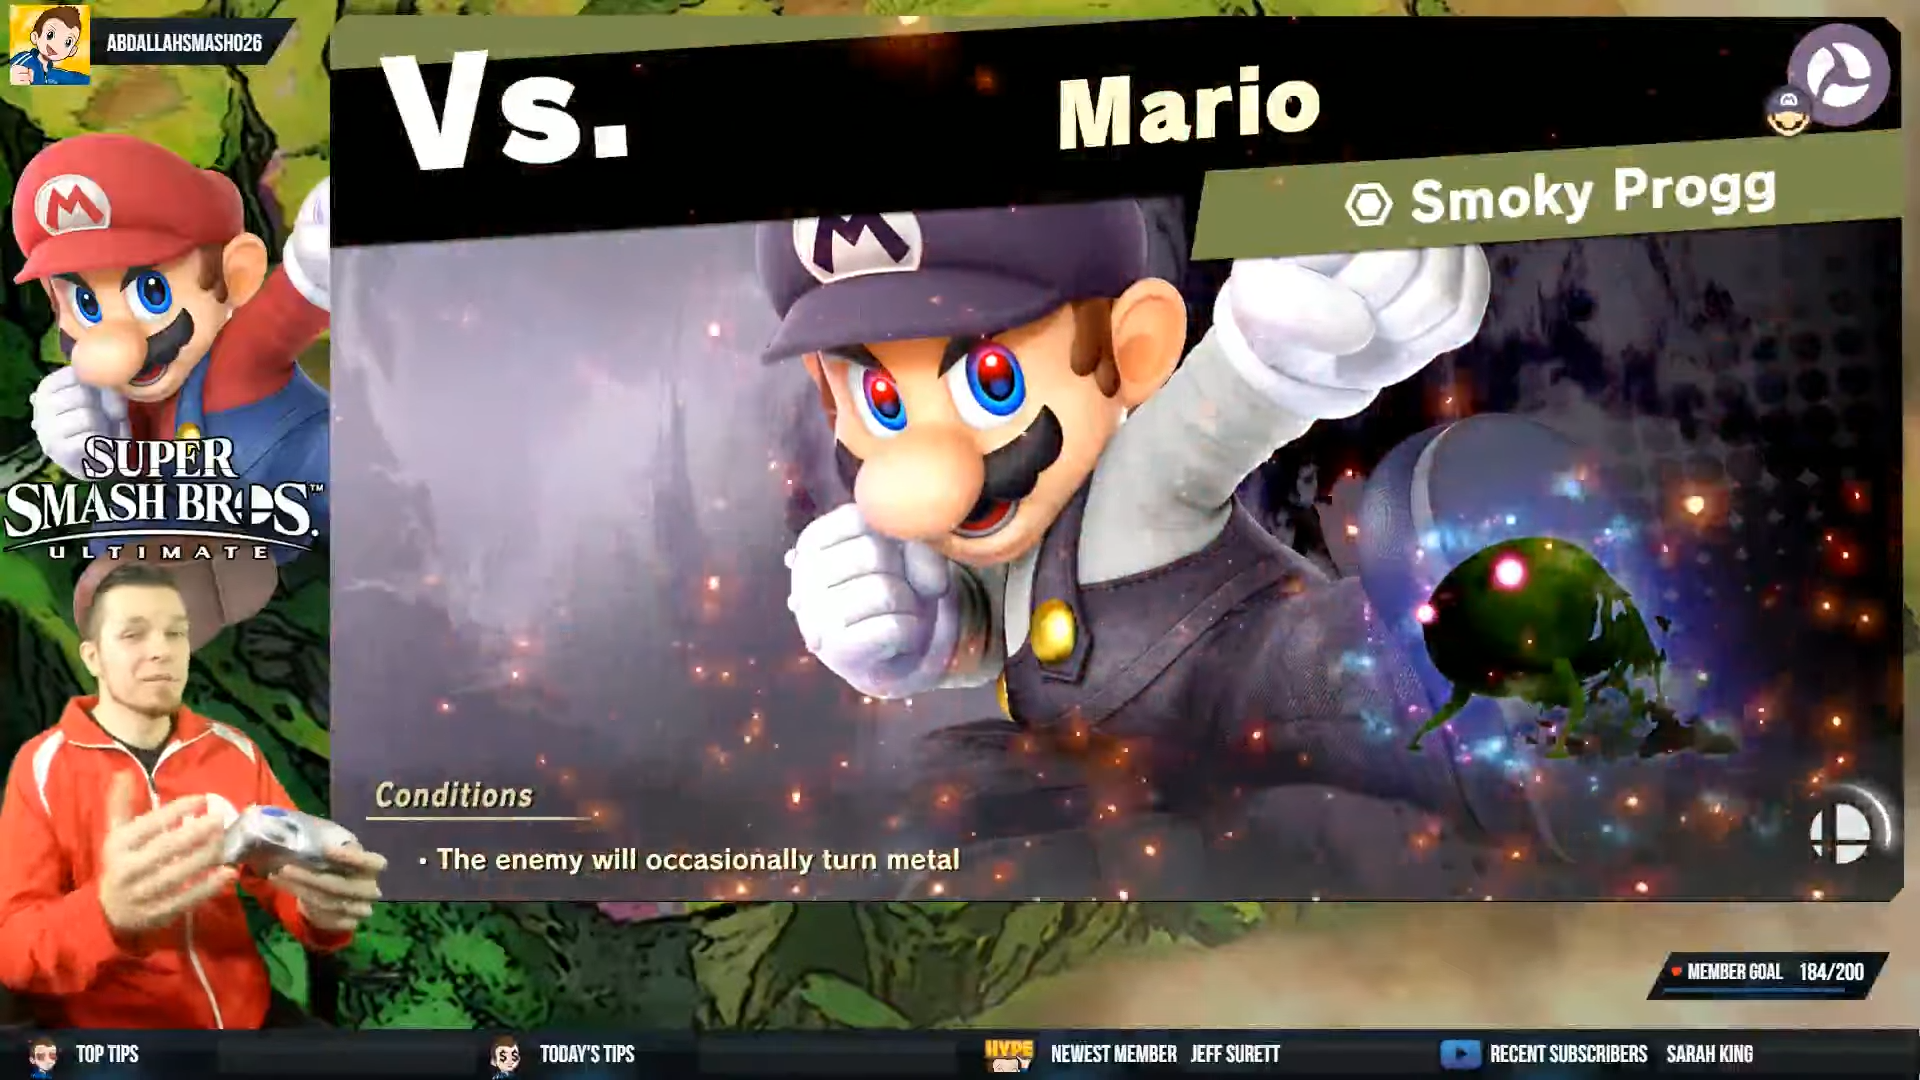 ABDALLAHSMASH026
Vs.
Mario
Smoky Progg
SUPER
SMASH BROS.™
ULTIMATE
Conditions
• The enemy will occasionally turn metal
MEMBER GOAL 184/200
TOP TIPS
TODAY'S TIPS
HYPE
NEWEST MEMBER JEFF SURETT
RECENT SUBSCRIBERS SARAH KING